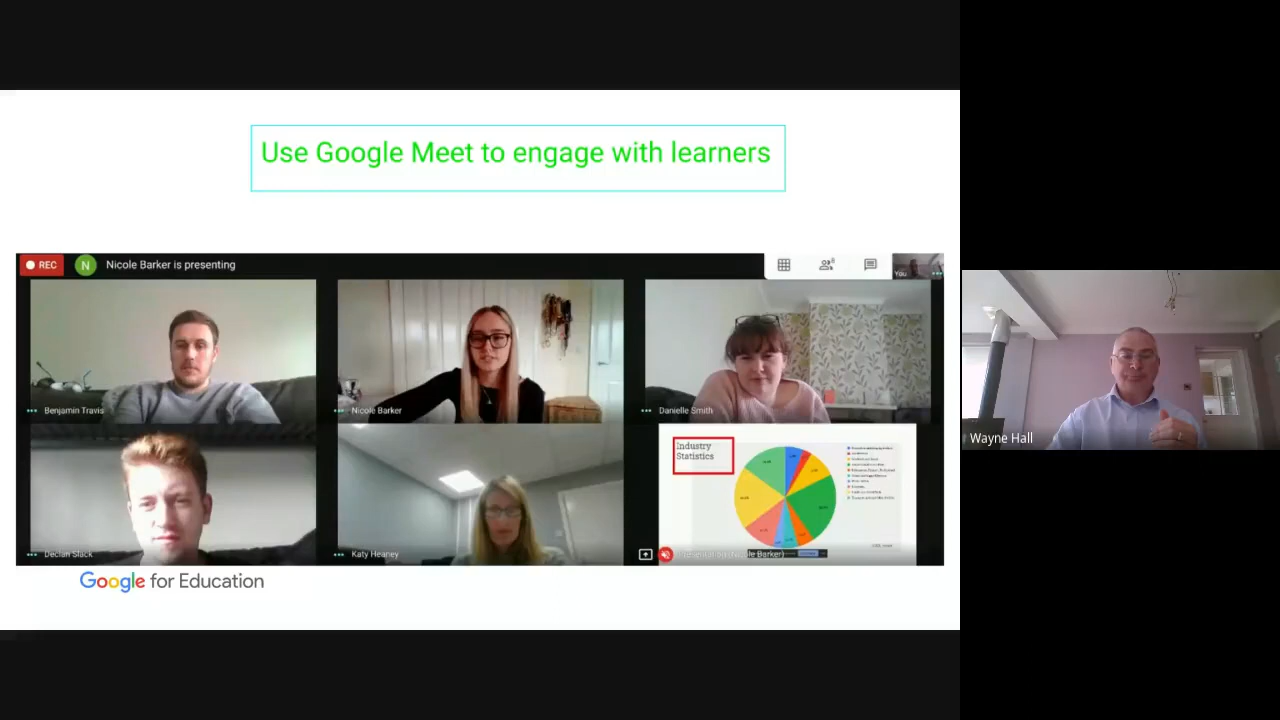 Use Google Meet to engage with learners
REC
N
Nicole Barker is presenting
You
Benjamin Travis
Nicole Barker
Danielle Smith
Industry
Statistics
Declan Slack
Katy Heaney
Google for Education
Wayne Hall